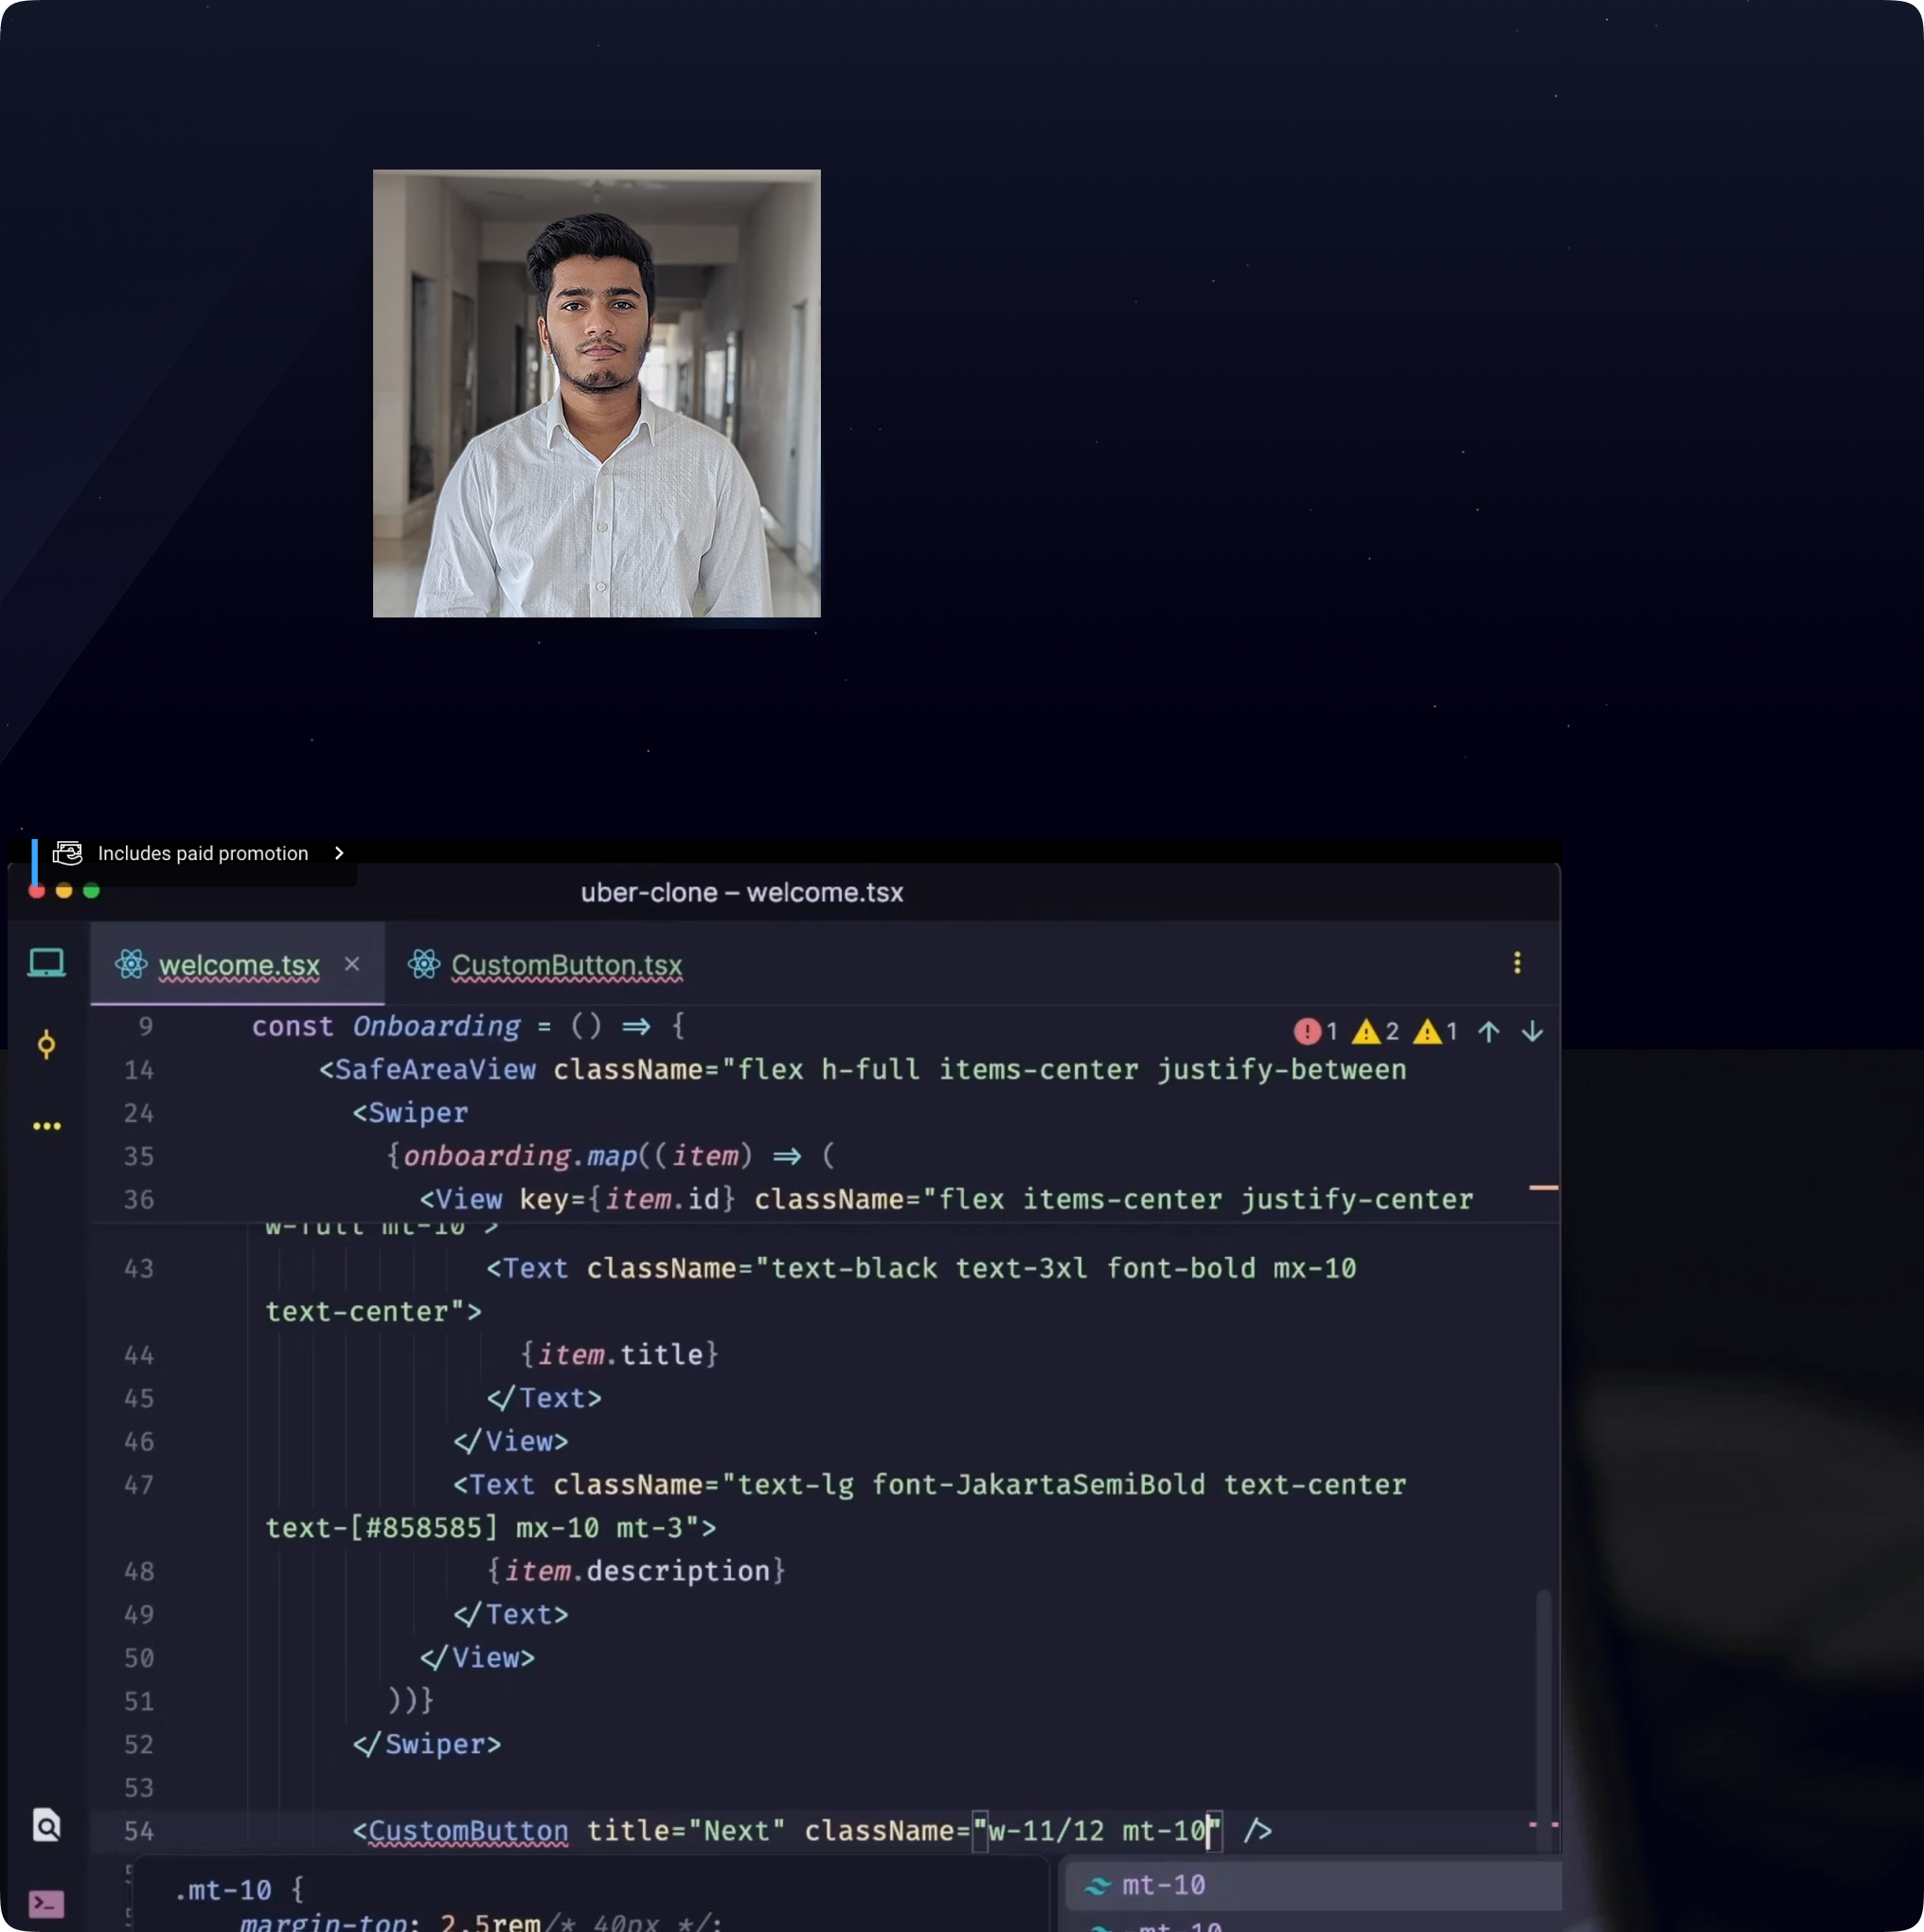 Includes paid promotion
uber-clone – welcome.tsx
welcome.tsx CustomButton.tsx
9 const Onboarding = () => {
1 2 1
14 <SafeAreaView className="flex h-full items-center justify-between
24 <Swiper
35 {onboarding.map((item) => (
36 <View key={item.id} className="flex items-center justify-center
w-full mt-10">
43 <Text className="text-black text-3xl font-bold mx-10
text-center">
44 {item.title}
45 </Text>
46 </View>
47 <Text className="text-lg font-JakartaSemiBold text-center
text-[#858585] mx-10 mt-3">
48 {item.description}
49 </Text>
50 </View>
51 ))}
52 </Swiper>
53
54 <CustomButton title="Next" className="w-11/12 mt-10" />
.mt-10 {
margin-top: 2.5rem/* 40px */;
mt-10
-mt-10